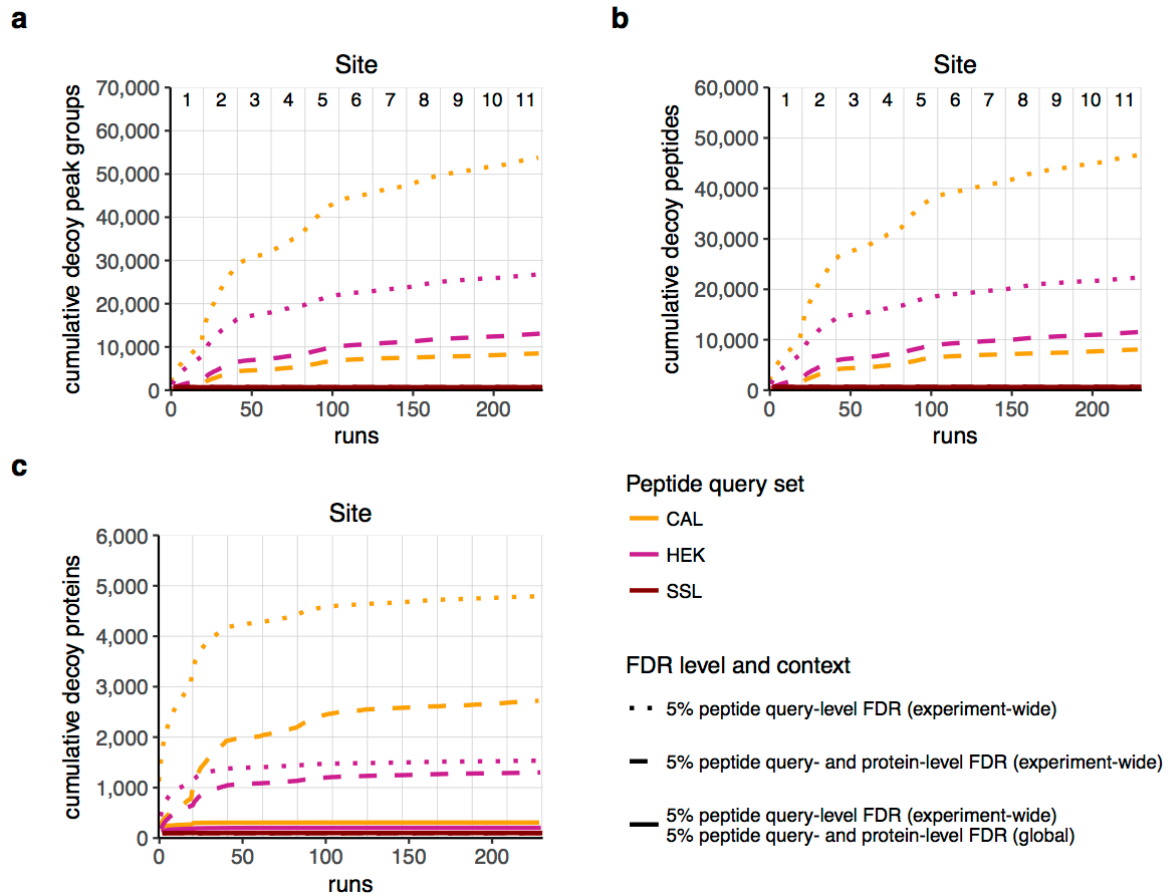 a
Site
1 2 3 4 5 6 7 8 9 10 11
70,000
60,000
50,000
40,000
30,000
20,000
10,000
0
cumulative decoy peak groups
0 50 100 150 200
runs
b
Site
1 2 3 4 5 6 7 8 9 10 11
60,000
50,000
40,000
30,000
20,000
10,000
0
cumulative decoy peptides
0 50 100 150 200
runs
c
Site
6,000
5,000
4,000
3,000
2,000
1,000
0
cumulative decoy proteins
0 50 100 150 200
runs
Peptide query set
CAL
HEK
SSL
FDR level and context
5% peptide query-level FDR (experiment-wide)
5% peptide query- and protein-level FDR (experiment-wide)
5% peptide query-level FDR (experiment-wide)
5% peptide query- and protein-level FDR (global)